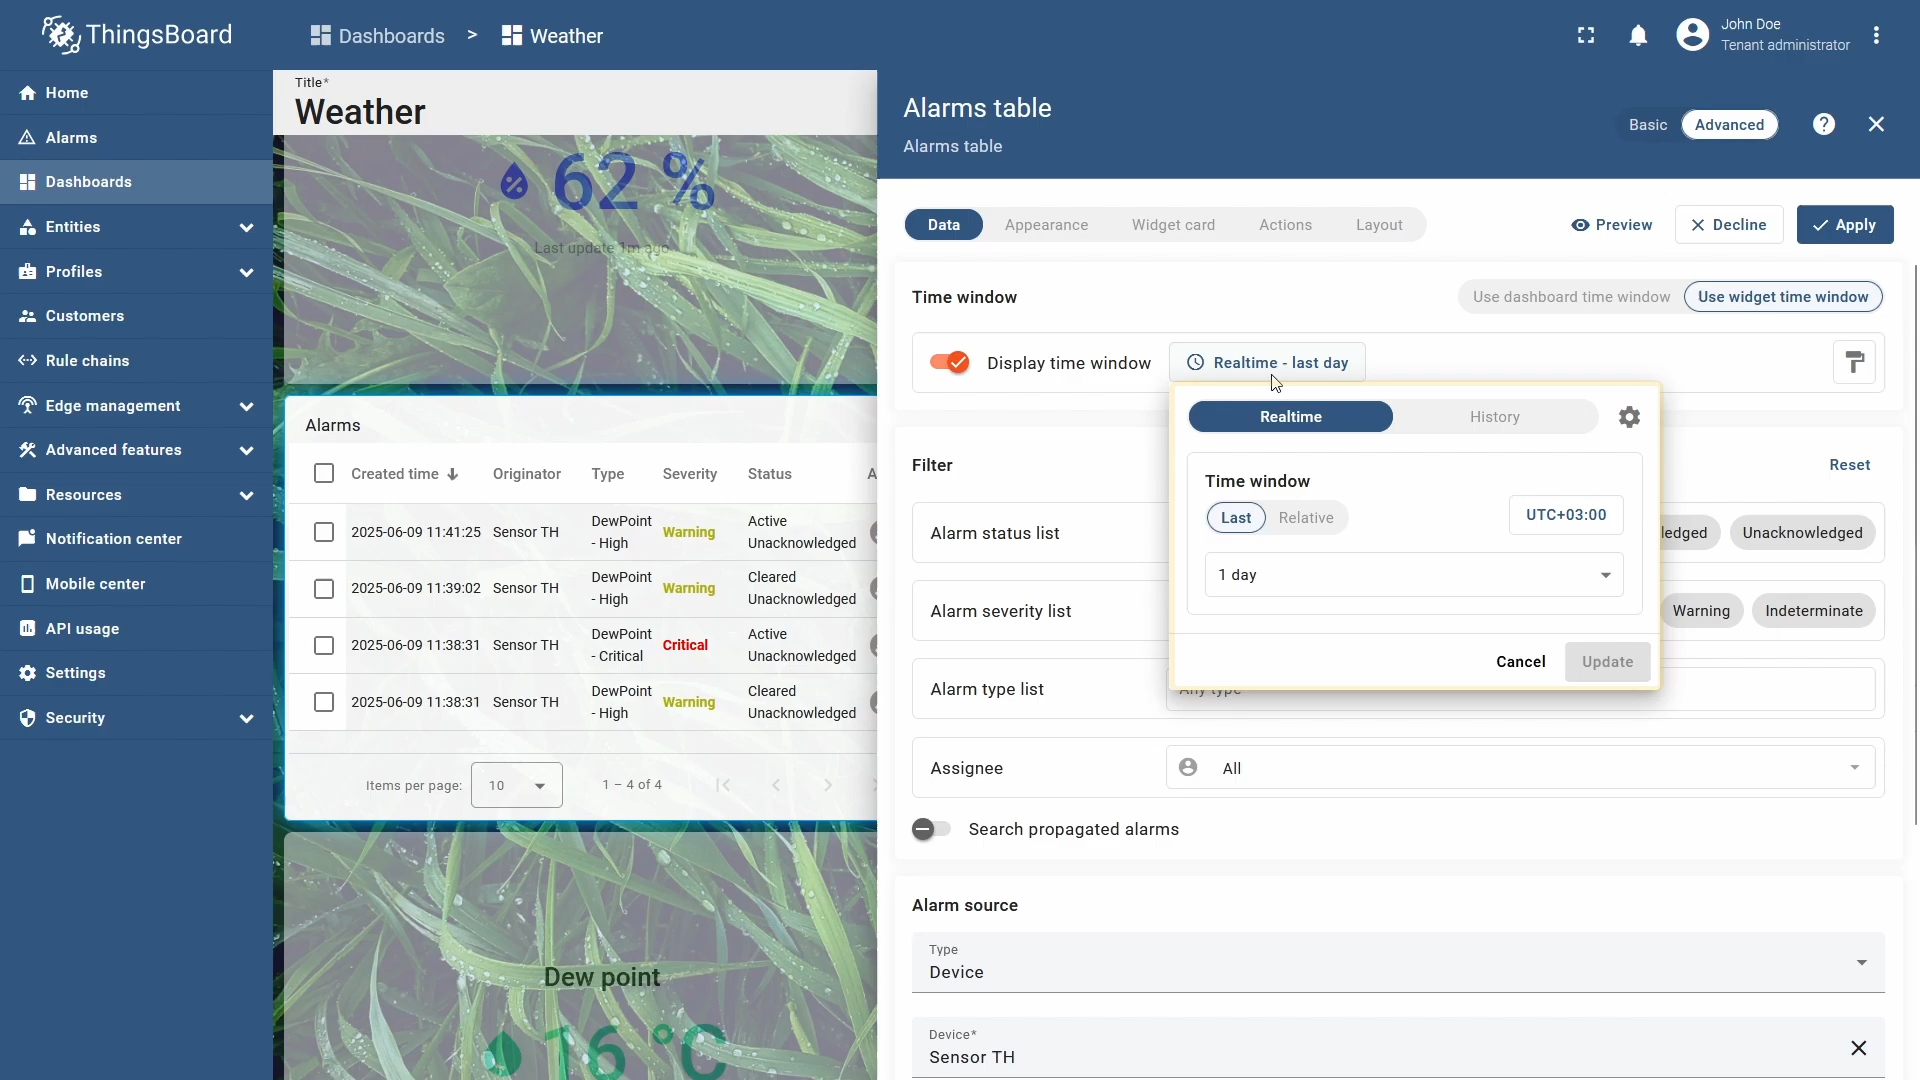 ThingsBoard
Dashboards > Weather
John Doe
Tenant administrator
Home
Alarms
Dashboards
Entities
Profiles
Customers
Rule chains
Edge management
Advanced features
Resources
Notification center
Mobile center
API usage
Settings
Security
Title*
Weather
62 %
Last update 1m ago
Alarms
Created time Originator Type Severity Status A
2025-06-09 11:41:25 Sensor TH DewPoint - High Warning Active Unacknowledged
2025-06-09 11:39:02 Sensor TH DewPoint - High Warning Cleared Unacknowledged
2025-06-09 11:38:31 Sensor TH DewPoint - Critical Critical Active Unacknowledged
2025-06-09 11:38:31 Sensor TH DewPoint - High Warning Cleared Unacknowledged
Items per page: 10 1 – 4 of 4
Dew point
16 °C
Alarms table
Alarms table
Basic Advanced
Data Appearance Widget card Actions Layout
Preview Decline Apply
Time window
Use dashboard time window Use widget time window
Display time window Realtime - last day
Realtime History
Time window
Last Relative UTC+03:00
1 day
Cancel Update
Filter Reset
Alarm status list ledged Unacknowledged
Alarm severity list Warning Indeterminate
Alarm type list Any type
Assignee All
Search propagated alarms
Alarm source
Type
Device
Device*
Sensor TH